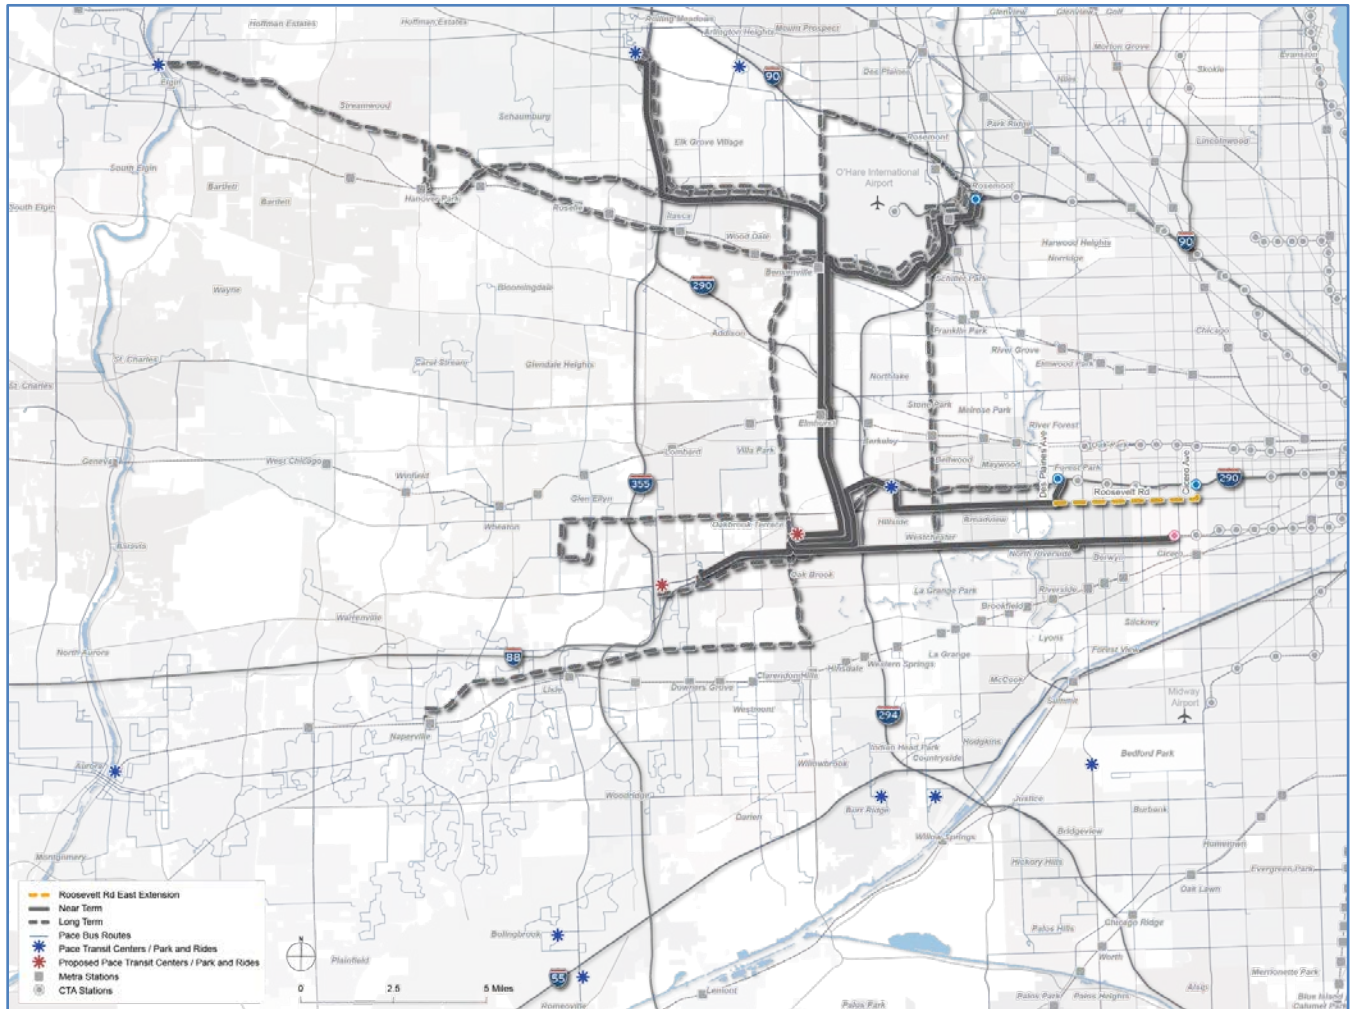 Hoffman Estates
Hoffman Estates
Rolling Meadows
Arlington Heights
Mount Prospect
Glenview
Glenview
Golf
Morton Grove
Evanston
Elgin
90
Des Plaines
Niles
Skokie
Streamwood
Schaumburg
Elk Grove Village
Rosemont
Park Ridge
Lincolnwood
South Elgin
Bartlett
Bartlett
Hanover Park
O'Hare International
Airport
Rosemont
South Elgin
Roselle
Itasca
Wood Dale
Harwood Heights
Norridge
90
Bensenville
Schiller Park
Wayne
Bloomingdale
290
Addison
Franklin Park
Chicago
River Grove
Elmwood Park
St. Charles
St. Charles
Carol Stream
Glendale Heights
Northlake
Stone Park
Melrose Park
River Forest
Elmhurst
Berkeley
Villa Park
Lombard
Geneva
West Chicago
Winfield
Bellwood
Maywood
Forest Park
Des Plaines Ave
Cicero Ave
290
355
Glen Ellyn
Roosevelt Rd
Wheaton
Oakbrook Terrace
Hillside
Broadview
Westchester
Batavia
North Riverside
Berwyn
Cicero
Oak Brook
La Grange Park
Riverside
Brookfield
Warrenville
Stickney
Lyons
North Aurora
88
La Grange
Forest View
Western Springs
Hinsdale
Clarendon Hills
Lisle
Downers Grove
McCook
Summit
Midway
Airport
Westmont
294
Naperville
Hodgkins
Indian Head Park
Countryside
Bedford Park
Willowbrook
Aurora
Woodridge
Burr Ridge
Justice
Burbank
Darien
Bridgeview
Willow Springs
Hometown
Montgomery
Hickory Hills
Evergreen Park
Oak Lawn
Chicago Ridge
Bolingbrook
Palos Hills
Plainfield
Worth
Merrionette Park
55
Alsip
Lemont
Romeoville
Palos Park
Palos Park
Palos Heights
Blue Island
Calumet Park
Roosevelt Rd East Extension
Near Term
Long Term
Pace Bus Routes
Pace Transit Centers / Park and Rides
Proposed Pace Transit Centers / Park and Rides
Metra Stations
CTA Stations
N
0 2.5 5 Miles